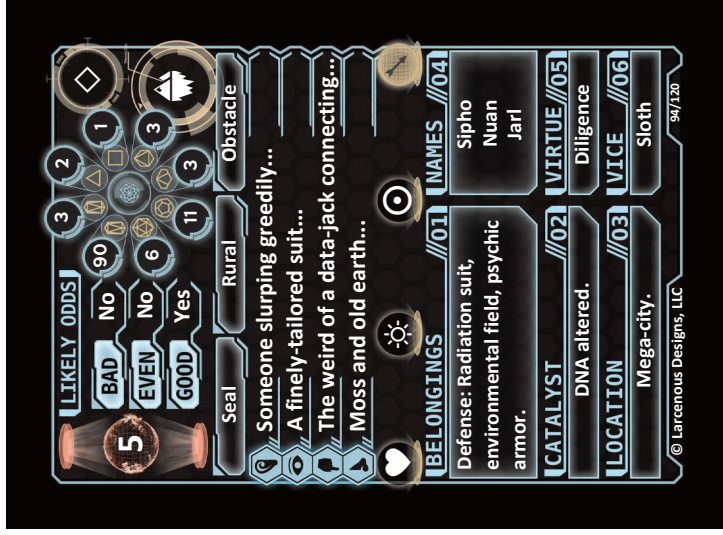 5
LIKELY ODDS
BAD No
EVEN No
GOOD Yes
90
3
2
1
3
3
11
6
Seal Rural Obstacle
Someone slurping greedily...
A finely-tailored suit...
The weird of a data-jack connecting...
Moss and old earth...
BELONGINGS //01
Defense: Radiation suit,
environmental field, psychic
armor.
NAMES //04
Sipho
Nuan
Jarl
CATALYST //02
DNA altered.
VIRTUE //05
Diligence
LOCATION //03
Mega-city.
VICE //06
Sloth
© Larcenous Designs, LLC
94/120